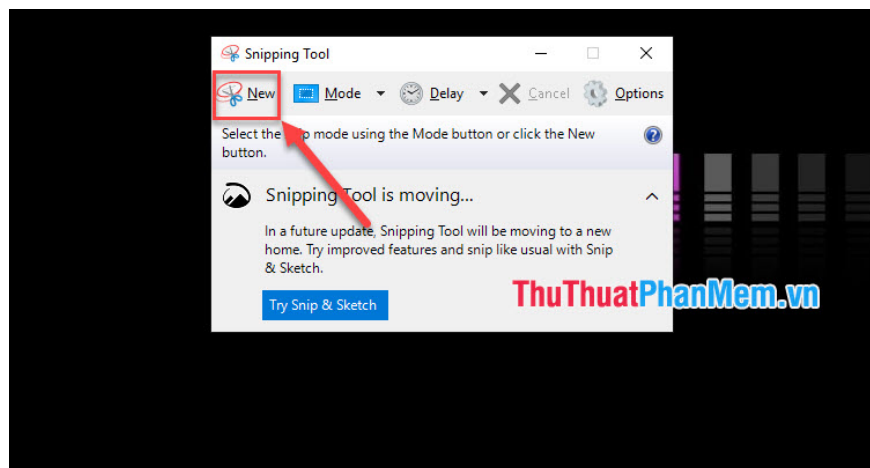 Snipping Tool
New Mode Delay Cancel Options
Select the mode using the Mode button or click the New
button.
Snipping Tool is moving...
In a future update, Snipping Tool will be moving to a new
home. Try improved features and snip like usual with Snip
& Sketch.
Try Snip & Sketch
ThuThuatPhanMem.vn